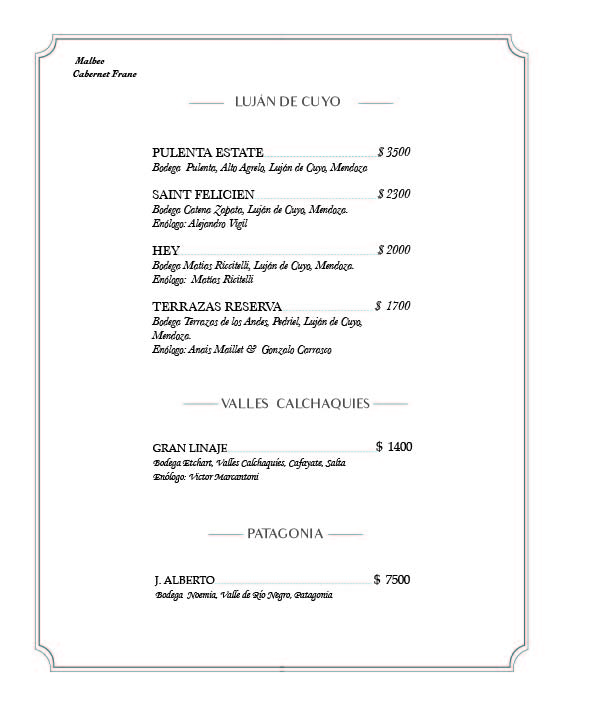 Malbec
Cabernet Franc
LUJÁN DE CUYO
PULENTA ESTATE $ 3500
Bodega Pulenta, Alto Agrelo, Luján de Cuyo, Mendoza
SAINT FELICIEN $ 2300
Bodega Catena Zapata, Luján de Cuyo, Mendoza.
Enólogo: Alejandro Vigil
HEY $ 2000
Bodega Matias Riccitelli, Luján de Cuyo, Mendoza.
Enólogo: Matías Ricitelli
TERRAZAS RESERVA $ 1700
Bodega Terrazas de los Andes, Pedriel, Luján de Cuyo,
Mendoza.
Enólogo: Anais Maillet & Gonzalo Carrasco
VALLES CALCHAQUIES
GRAN LINAJE $ 1400
Bodega Etchart, Valles Calchaquíes, Cafayate, Salta
Enólogo: Victor Marcantoni
PATAGONIA
J. ALBERTO $ 7500
Bodega Noemia, Valle de Río Negro, Patagonia